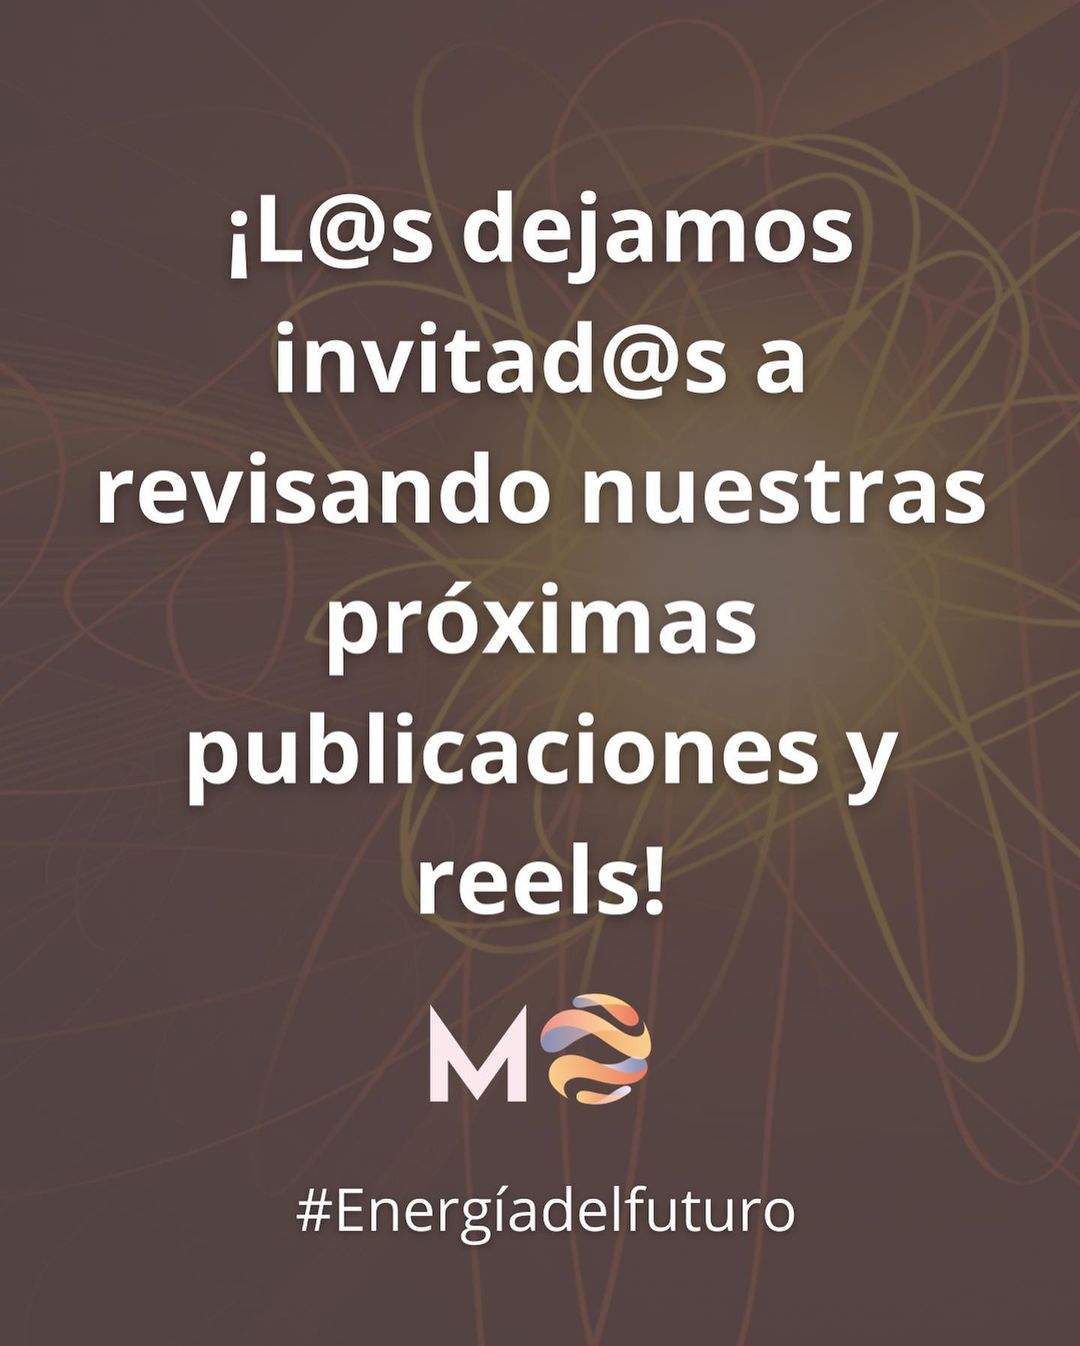 ¡L@s dejamos
invitad@s a
revisando nuestras
próximas
publicaciones y
reels!
M
#Energíadelfuturo